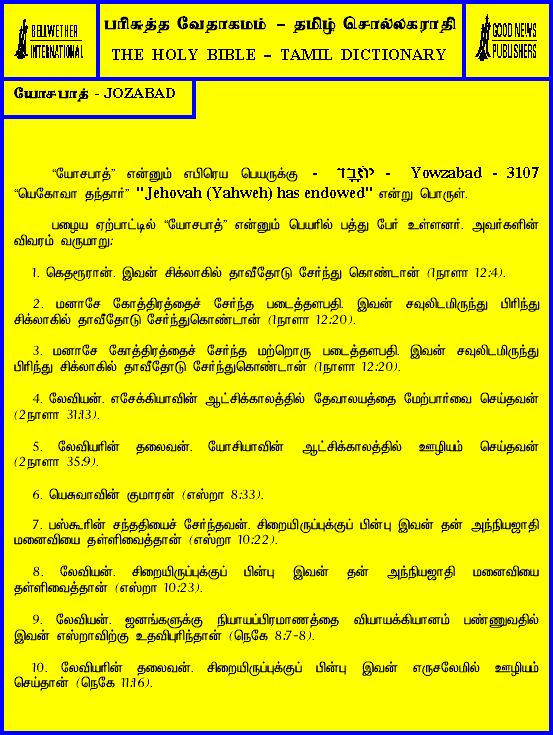 BELLWETHER
INTERNATIONAL
பரிசுத்த வேதாகமம் – தமிழ் சொல்லகராதி
THE HOLY BIBLE – TAMIL DICTIONARY
GOOD NEWS
PUBLISHERS
யோசபாத் - JOZABAD
“யோசபாத்” என்னும் எபிரெய பெயருக்கு - יוֹזָבָד - Yowzabad - 3107
“யெகோவா தந்தார்” "Jehovah (Yahweh) has endowed" என்று பொருள்.
பழைய ஏற்பாட்டில் “யோசபாத்” என்னும் பெயரில் பத்து பேர் உள்ளனர். அவர்களின்
விவரம் வருமாறு:
1. கெதரூரான். இவன் சிக்லாகில் தாவீதோடு சேர்ந்து கொண்டான் (1நாளா 12:4).
2. மனாசே கோத்திரத்தைச் சேர்ந்த படைத்தளபதி. இவன் சவுலிடமிருந்து பிரிந்து
சிக்லாகில் தாவீதோடு சேர்ந்துகொண்டான் (1நாளா 12:20).
3. மனாசே கோத்திரத்தைச் சேர்ந்த மற்றொரு படைத்தளபதி. இவன் சவுலிடமிருந்து
பிரிந்து சிக்லாகில் தாவீதோடு சேர்ந்துகொண்டான் (1நாளா 12:20).
4. லேவியன். எசேக்கியாவின் ஆட்சிக்காலத்தில் தேவாலயத்தை மேற்பார்வை செய்தவன்
(2நாளா 31:13).
5. லேவியரின் தலைவன். யோசியாவின் ஆட்சிக்காலத்தில் ஊழியம் செய்தவன்
(2நாளா 35:9).
6. யெசுவாவின் குமாரன் (எஸ்றா 8:33).
7. பஸ்கூரின் சந்ததியைச் சேர்ந்தவன். சிறையிருப்புக்குப் பின்பு இவன் தன் அந்நியஜாதி
மனைவியை தள்ளிவைத்தான் (எஸ்றா 10:22).
8. லேவியன். சிறையிருப்புக்குப் பின்பு இவன் தன் அந்நியஜாதி மனைவியை
தள்ளிவைத்தான் (எஸ்றா 10:23).
9. லேவியன். ஜனங்களுக்கு நியாயப்பிரமாணத்தை வியாயக்கியானம் பண்ணுவதில்
இவன் எஸ்றாவிற்கு உதவிபுரிந்தான் (நெகே 8:7-8).
10. லேவியரின் தலைவன். சிறையிருப்புக்குப் பின்பு இவன் எருசலேமில் ஊழியம்
செய்தான் (நெகே 11:16).